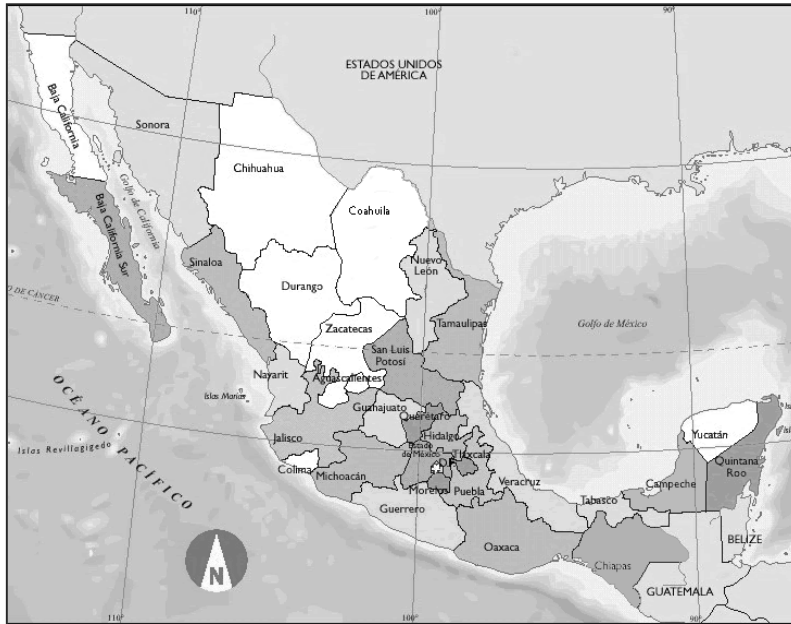 110°
100°
90°
ESTADOS UNIDOS
DE AMÉRICA
Baja California
Sonora
Chihuahua
Golfo de California
Coahuila
Baja California Sur
Sinaloa
Nuevo
León
Durango
DE CÁNCER
Zacatecas
Tamaulipas
Golfo de México
San Luis
Potosí
Nayarit
Aguascalientes
Islas Marías
OCÉANO PACÍFICO
Guanajuato
Querétaro
Yucatán
Jalisco
Hidalgo
Islas Revillagigedo
Estado
de México
D.F.
Tlaxcala
Quintana
Roo
Colima
Michoacán
Campeche
Veracruz
Morelos
Puebla
Tabasco
Guerrero
BELIZE
Oaxaca
Chiapas
N
GUATEMALA
110°
100°
90°